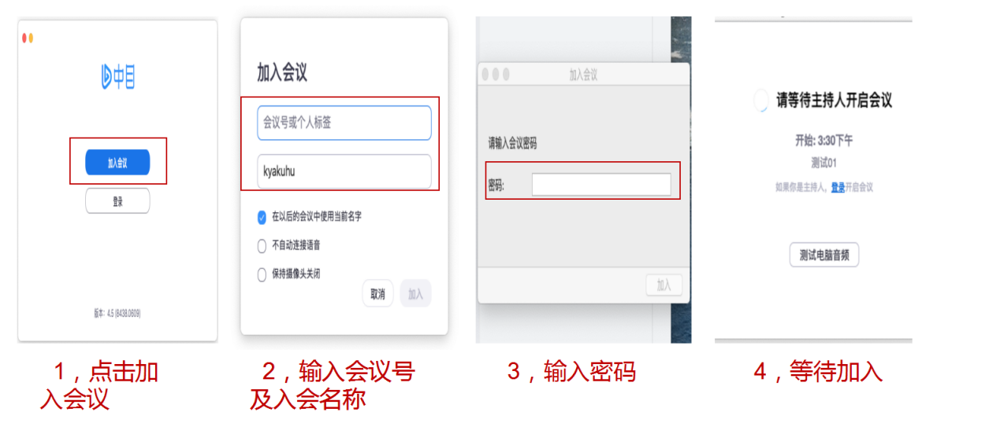 中目
加入会议
登录
版本: 4.5 (8438.0609)
加入会议
会议号或个人标签
kyakuhu
在以后的会议中使用当前名字
不自动连接语音
保持摄像头关闭
取消
加入
加入会议
请输入会议密码
密码:
加入
请等待主持人开启会议
开始: 3:30下午
测试01
如果你是主持人，登录开启会议
测试电脑音频
1，点击加
入会议
2，输入会议号
及入会名称
3，输入密码
4，等待加入